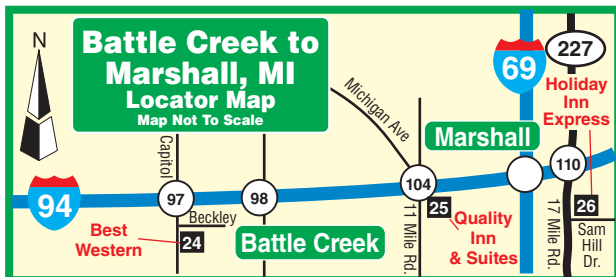 N
Battle Creek to
Marshall, MI
Locator Map
Map Not To Scale
Michigan Ave
69
227
Holiday
Inn
Express
Marshall
Capitol
94
97
98
104
110
Beckley
Best
Western
24
Battle Creek
11 Mile Rd.
25
Quality
Inn
& Suites
17 Mile Rd.
26
Sam
Hill
Dr.